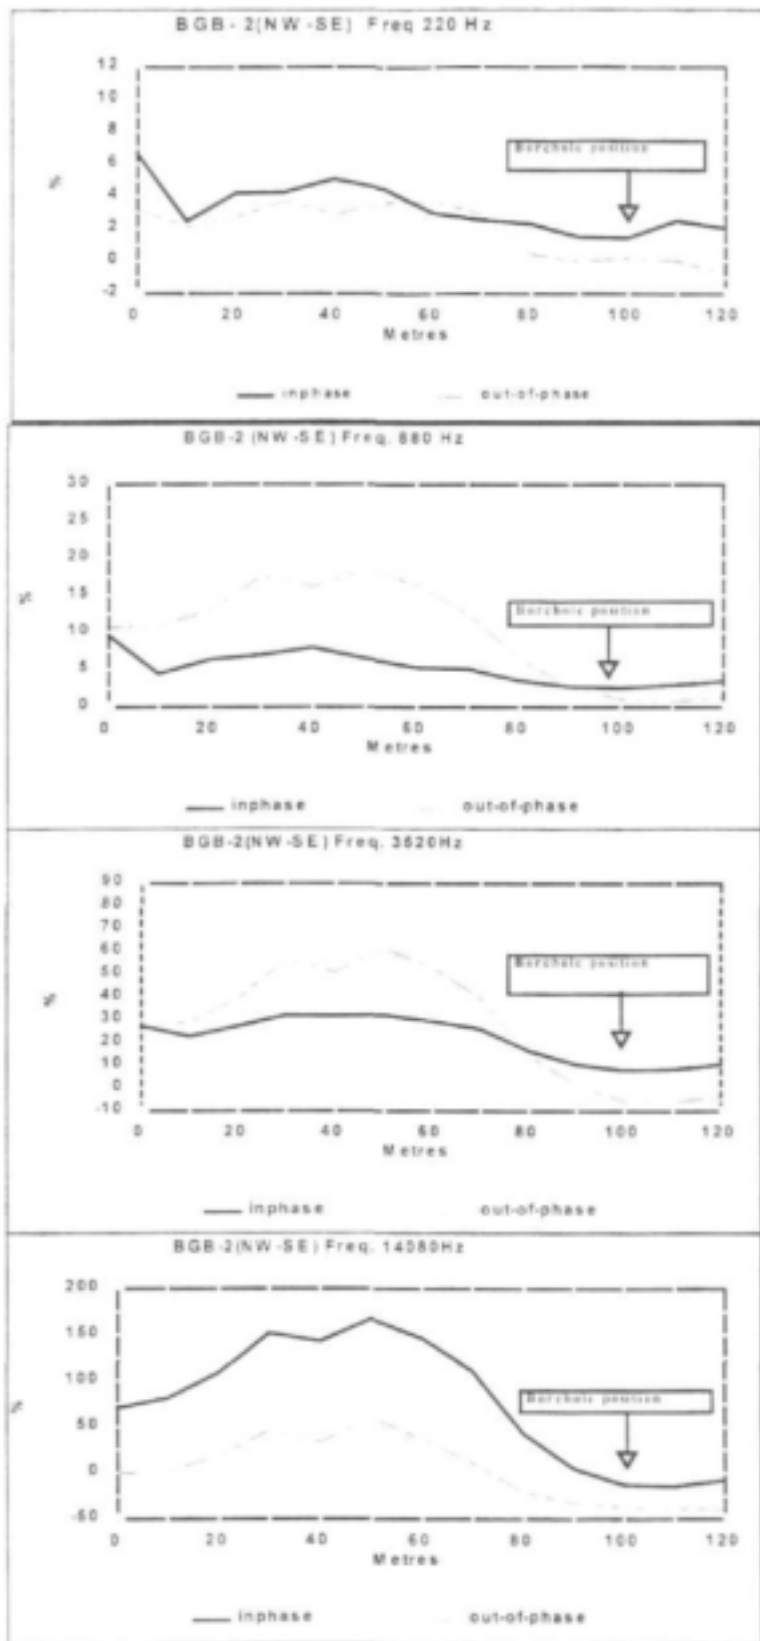 BGB - 2(NW-SE) Freq 220 Hz
12
10
8
6
4
2
0
-2
%
Borehole position
0 20 40 60 80 100 120
Metres
inphase out-of-phase
BGB-2 (NW-SE) Freq. 880 Hz
30
25
20
15
10
5
0
%
Borehole position
0 20 40 60 80 100 120
Metres
inphase out-of-phase
BGB-2(NW-SE) Freq. 3520Hz
90
80
70
60
50
40
30
20
10
0
-10
%
Borehole position
0 20 40 60 80 100 120
Metres
inphase out-of-phase
BGB-2(NW-SE) Freq. 14080Hz
200
150
100
50
0
-50
%
Borehole position
0 20 40 60 80 100 120
Metres
inphase out-of-phase